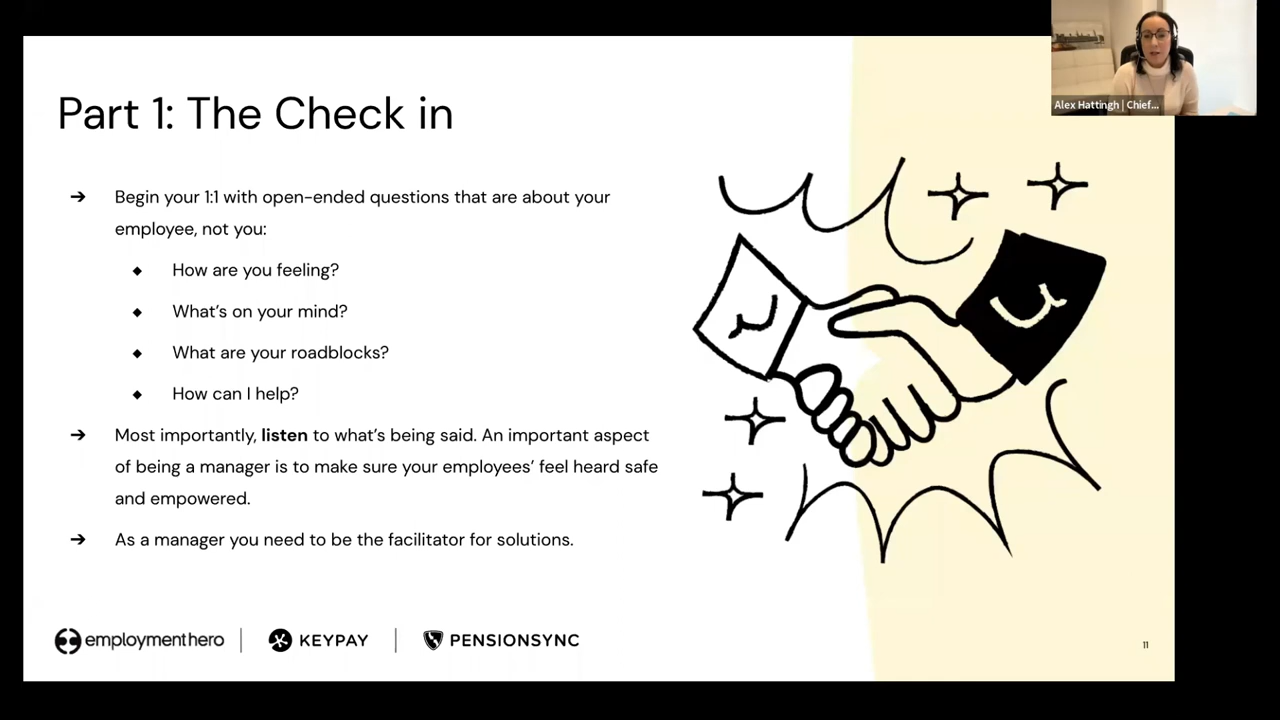 Alex Hattingh | Chief...
Part 1: The Check in
➔ Begin your 1:1 with open-ended questions that are about your
employee, not you:
◆ How are you feeling?
◆ What's on your mind?
◆ What are your roadblocks?
◆ How can I help?
➔ Most importantly, listen to what's being said. An important aspect
of being a manager is to make sure your employees' feel heard safe
and empowered.
➔ As a manager you need to be the facilitator for solutions.
employmenthero | KEYPAY | PENSIONSYNC
11